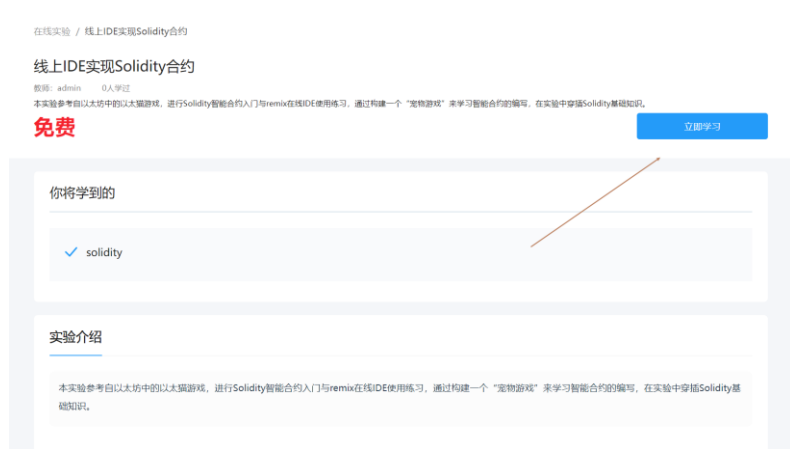 在线实验 / 线上IDE实现Solidity合约
线上IDE实现Solidity合约
教师：admin 0人学过
本实验参考自以太坊中的以太猫游戏，进行Solidity智能合约入门与remix在线IDE使用练习，通过构建一个“宠物游戏”来学习智能合约的编写，在实验中穿插Solidity基础知识。
免费
立即学习
你将学到的
solidity
实验介绍
本实验参考自以太坊中的以太猫游戏，进行Solidity智能合约入门与remix在线IDE使用练习，通过构建一个“宠物游戏”来学习智能合约的编写，在实验中穿插Solidity基
础知识。